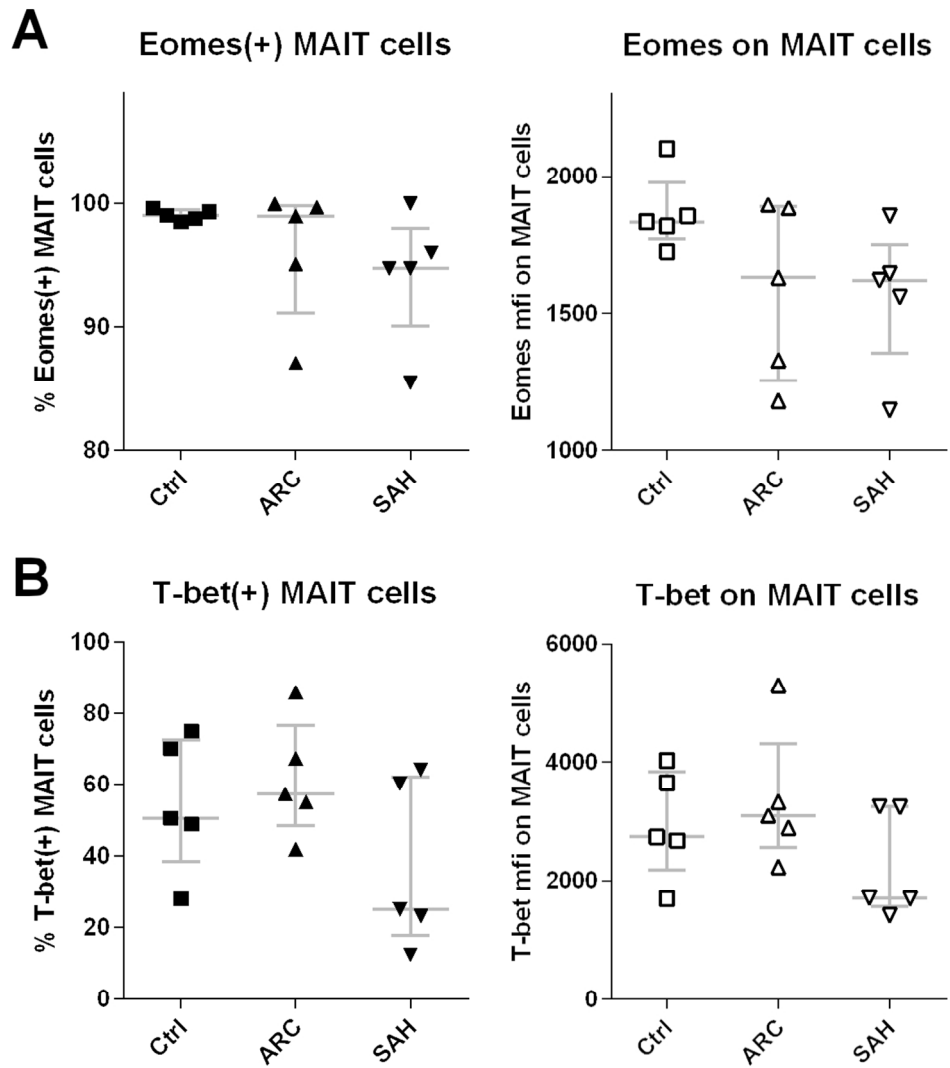 A
Eomes(+) MAIT cells
% Eomes(+) MAIT cells
100
90
80
Ctrl
ARC
SAH
Eomes on MAIT cells
Eomes mfi on MAIT cells
2000
1500
1000
Ctrl
ARC
SAH
B
T-bet(+) MAIT cells
% T-bet(+) MAIT cells
100
80
60
40
20
0
Ctrl
ARC
SAH
T-bet on MAIT cells
T-bet mfi on MAIT cells
6000
4000
2000
0
Ctrl
ARC
SAH